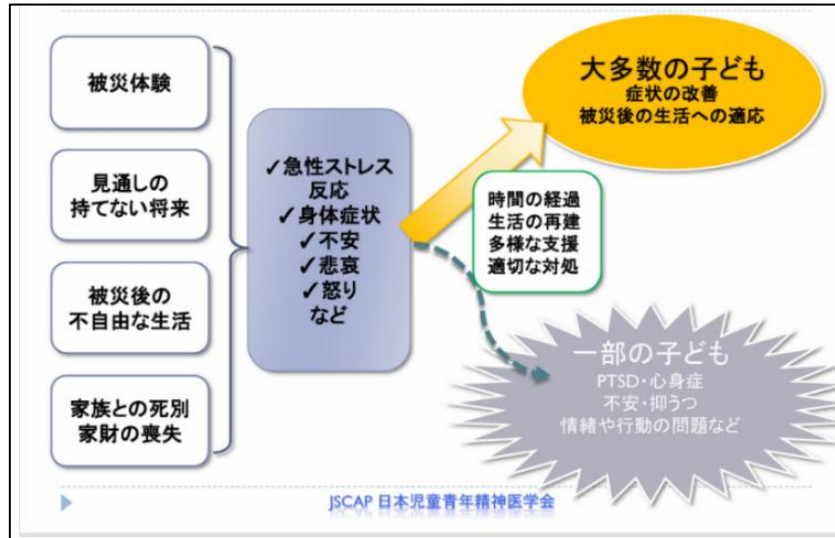 被災体験
見通しの
持てない将来
被災後の
不自由な生活
家族との死別
家財の喪失
✓急性ストレス
反応
✓身体症状
✓不安
✓悲哀
✓怒り
など
大多数の子ども
症状の改善
被災後の生活への適応
時間の経過
生活の再建
多様な支援
適切な対処
一部の子ども
PTSD・心身症
不安・抑うつ
情緒や行動の問題など
JSCAP 日本児童青年精神医学会